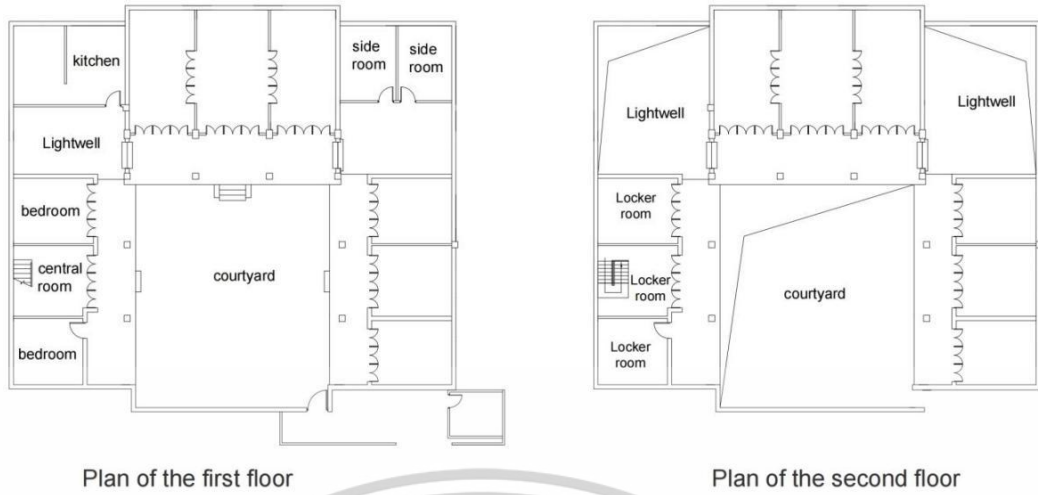 kitchen
side
room
side
room
Lightwell
bedroom
central
room
bedroom
courtyard
Plan of the first floor
Lightwell
Lightwell
Locker
room
Locker
room
Locker
room
courtyard
Plan of the second floor